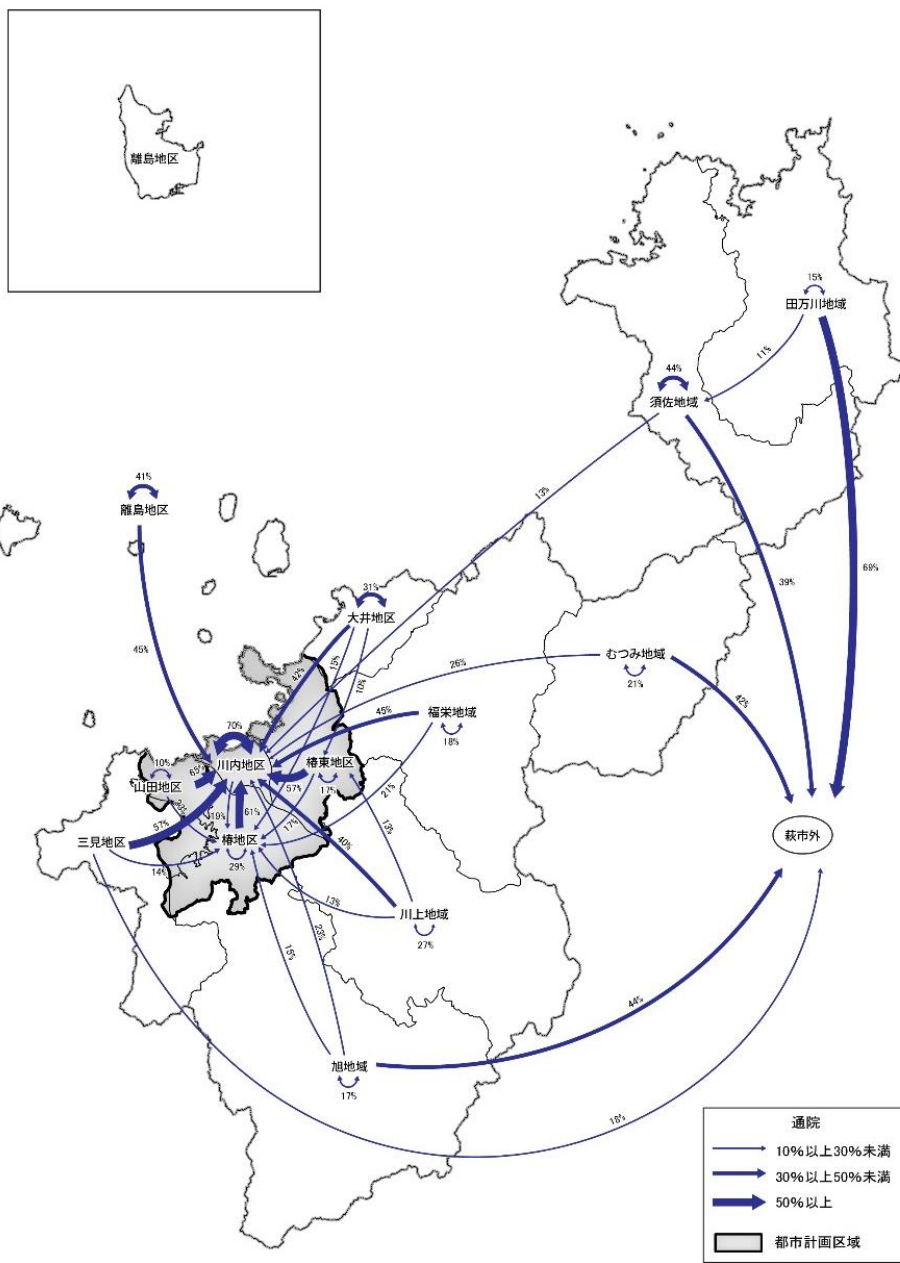 離島地区
15%
田万川地域
11%
44%
須佐地域
13%
41%
離島地区
69%
39%
31%
大井地区
45%
15%
42%
10%
26%
むつみ地域
21%
42%
45%
福栄地域
18%
70%
川内地区
椿東地区
17%
57%
10%
山田地区
21%
19%
61%
17%
13%
57%
三見地区
椿地区
29%
14%
40%
萩市外
13%
川上地域
27%
23%
15%
44%
旭地域
17%
通院
10%以上30%未満
30%以上50%未満
50%以上
都市計画区域